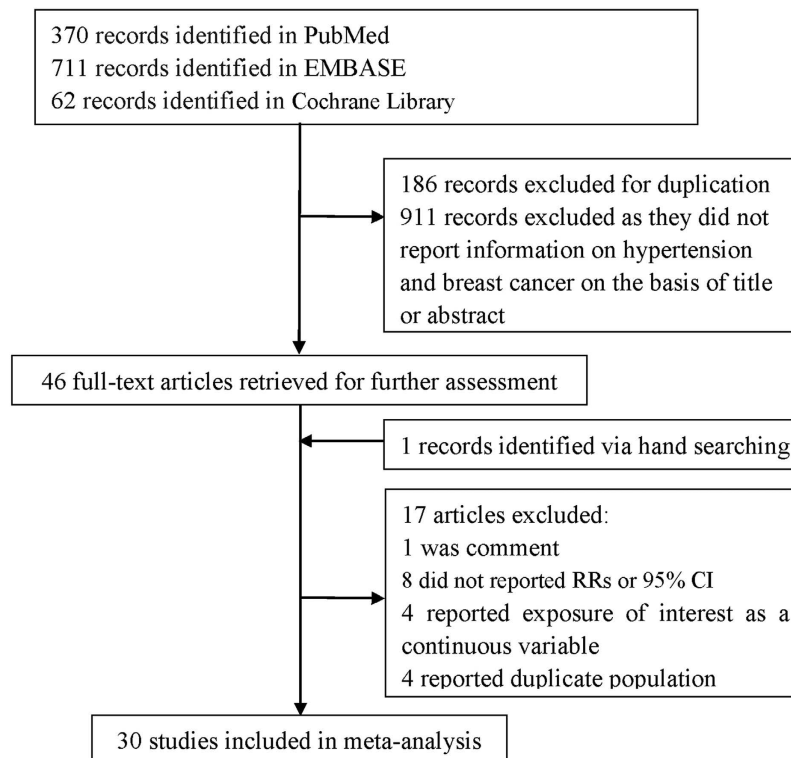 370 records identified in PubMed
711 records identified in EMBASE
62 records identified in Cochrane Library
186 records excluded for duplication
911 records excluded as they did not
report information on hypertension
and breast cancer on the basis of title
or abstract
46 full-text articles retrieved for further assessment
1 records identified via hand searching
17 articles excluded:
1 was comment
8 did not reported RRs or 95% CI
4 reported exposure of interest as a
continuous variable
4 reported duplicate population
30 studies included in meta-analysis